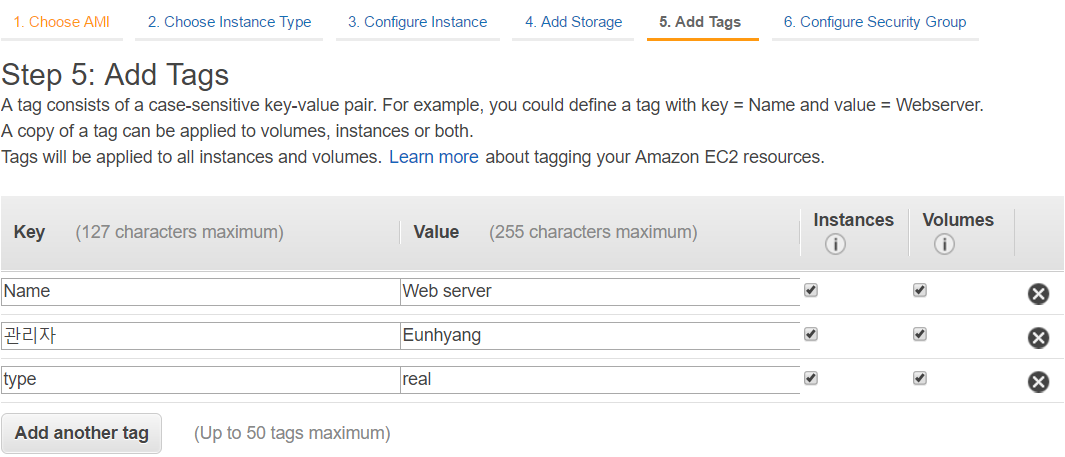 1. Choose AMI 2. Choose Instance Type 3. Configure Instance 4. Add Storage 5. Add Tags 6. Configure Security Group
Step 5: Add Tags
A tag consists of a case-sensitive key-value pair. For example, you could define a tag with key = Name and value = Webserver.
A copy of a tag can be applied to volumes, instances or both.
Tags will be applied to all instances and volumes. Learn more about tagging your Amazon EC2 resources.
Key (127 characters maximum) Value (255 characters maximum) Instances Volumes
Name Web server
관리자 Eunhyang
type real
Add another tag (Up to 50 tags maximum)